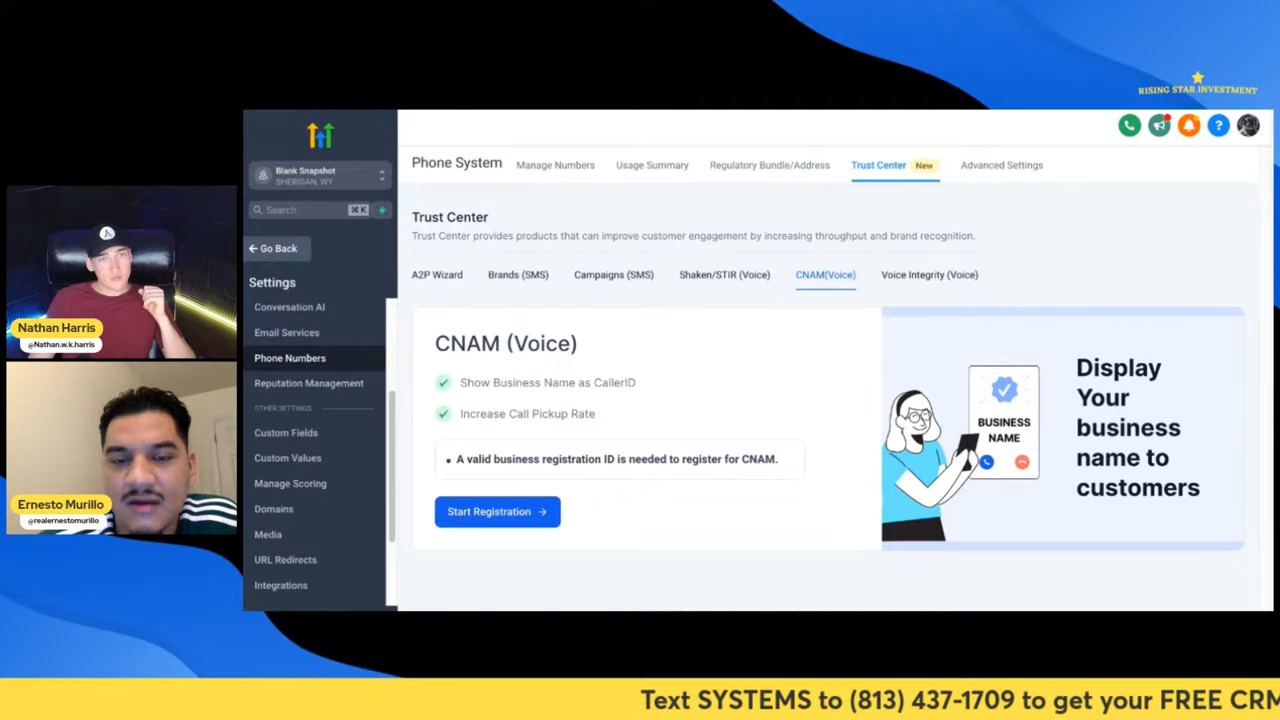 RISING STAR INVESTMENT
Blank Snapshot
SHERIDAN, WY
Search
⌘ K
Go Back
Settings
Conversation AI
Email Services
Phone Numbers
Reputation Management
OTHER SETTINGS
Custom Fields
Custom Values
Manage Scoring
Domains
Media
URL Redirects
Integrations
Phone System
Manage Numbers
Usage Summary
Regulatory Bundle/Address
Trust Center New
Advanced Settings
Trust Center
Trust Center provides products that can improve customer engagement by increasing throughput and brand recognition.
A2P Wizard
Brands (SMS)
Campaigns (SMS)
Shaken/STIR (Voice)
CNAM(Voice)
Voice Integrity (Voice)
CNAM (Voice)
Show Business Name as CallerID
Increase Call Pickup Rate
• A valid business registration ID is needed to register for CNAM.
Start Registration →
BUSINESS
NAME
Display
Your
business
name to
customers
Nathan Harris
@Nathan.w.k.harris
Ernesto Murillo
@realernestomurillo
Text SYSTEMS to (813) 437-1709 to get your FREE CRM